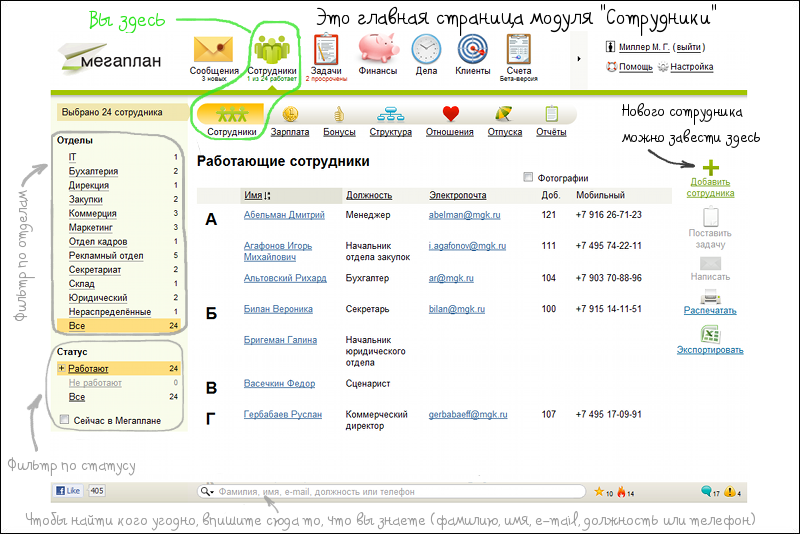 Вы здесь
Это главная страница модуля "Сотрудники"
мегаплан
Сообщения
3 новых
Сотрудники
1 из 24 работает
Задачи
2 просрочены
Финансы
Дела
Клиенты
Счета
Бета-версия
Миллер М. Г. (выйти)
Помощь Настройка
Выбрано 24 сотрудника
Сотрудники Зарплата Бонусы Структура Отношения Отпуска Отчёты
Нового сотрудника
можно завести здесь
Фильтр по отделам
Отделы
IT 1
Бухгалтерия 2
Дирекция 1
Закупки 2
Коммерция 3
Маркетинг 3
Отдел кадров 1
Рекламный отдел 5
Секретариат 2
Склад 1
Юридический 2
Нераспределённые 1
Все 24
Статус
+ Работают 24
Не работают 0
Все 24
Сейчас в Мегаплане
Фильтр по статусу
Работающие сотрудники
Фотографии
Имя Должность Электропочта Доб. Мобильный
А Абельман Дмитрий Менеджер abelman@mgk.ru 121 +7 916 26-71-23
Агафонов Игорь Начальник i.agafonov@mgk.ru 111 +7 495 74-22-11
Михайлович отдела закупок
Альтовский Рихард Бухгалтер ar@mgk.ru 104 +7 903 70-88-96
Б Билан Вероника Секретарь bilan@mgk.ru 100 +7 915 14-11-51
Бригеман Галина Начальник
юридического
отдела
В Васечкин Федор Сценарист
Г Гербабаев Руслан Коммерческий gerbabaeff@mgk.ru 107 +7 495 17-09-91
директор
Добавить
сотрудника
Поставить
задачу
Написать
Распечатать
Экспортировать
Like 405
Фамилия, имя, e-mail, должность или телефон
10 14
17 4
Чтобы найти кого угодно, впишите сюда то, что вы знаете (фамилию, имя, e-mail, должность или телефон)